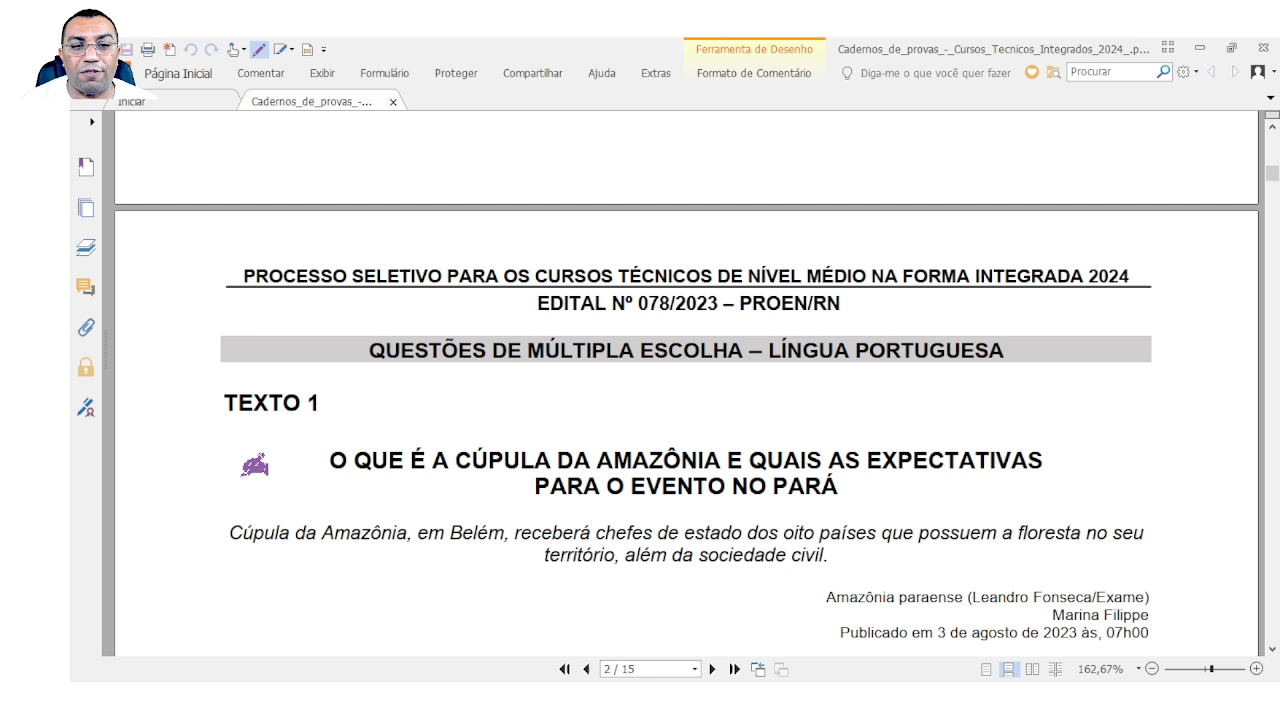 Ferramenta de Desenho
Cadernos_de_provas_-_Cursos_Tecnicos_Integrados_2024_.p...
Página Inicial
Comentar
Exibir
Formulário
Proteger
Compartilhar
Ajuda
Extras
Formato de Comentário
Diga-me o que você quer fazer
Procurar
Iniciar
Cadernos_de_provas_-...
PROCESSO SELETIVO PARA OS CURSOS TÉCNICOS DE NÍVEL MÉDIO NA FORMA INTEGRADA 2024
EDITAL Nº 078/2023 – PROEN/RN
QUESTÕES DE MÚLTIPLA ESCOLHA – LÍNGUA PORTUGUESA
TEXTO 1
O QUE É A CÚPULA DA AMAZÔNIA E QUAIS AS EXPECTATIVAS
PARA O EVENTO NO PARÁ
Cúpula da Amazônia, em Belém, receberá chefes de estado dos oito países que possuem a floresta no seu
território, além da sociedade civil.
Amazônia paraense (Leandro Fonseca/Exame)
Marina Filippe
Publicado em 3 de agosto de 2023 às, 07h00
2 / 15
162,67%